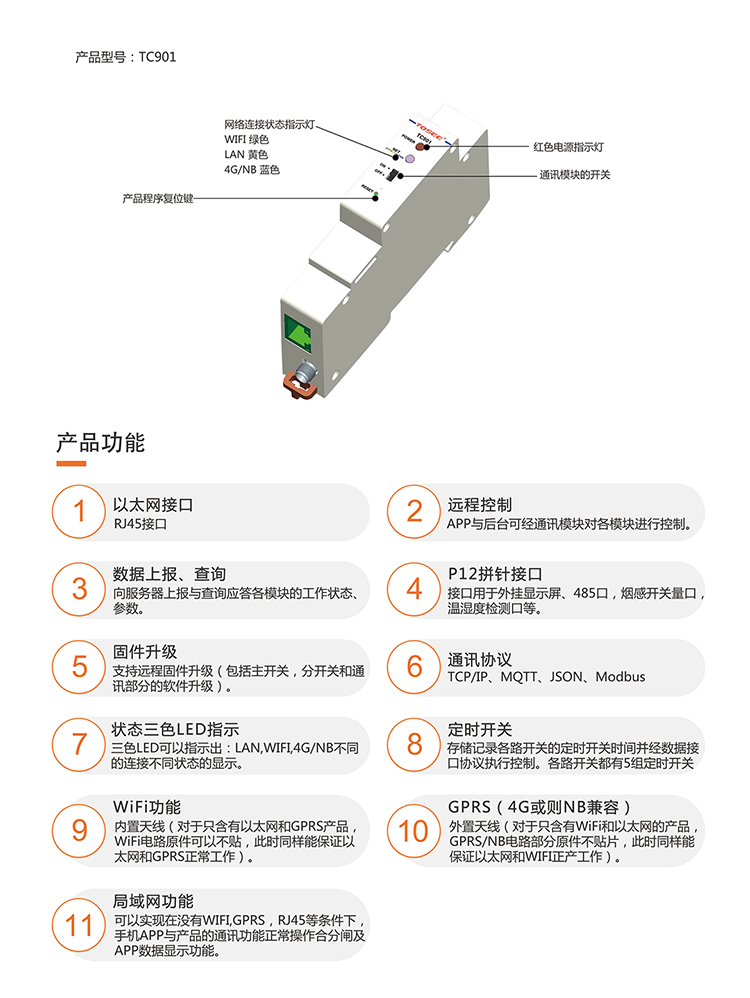 产品型号：TC901
网络连接状态指示灯
WIFI 绿色
LAN 黄色
4G/NB 蓝色
产品程序复位键
TOSEE
TC901
POWER
NET
ON
OFF
RESET
红色电源指示灯
通讯模块的开关
产品功能
1
以太网接口
RJ45接口
2
远程控制
APP与后台可经通讯模块对各模块进行控制。
3
数据上报、查询
向服务器上报与查询应答各模块的工作状态、
参数。
4
P12拼针接口
接口用于外挂显示屏、485口，烟感开关量口，
温湿度检测口等。
5
固件升级
支持远程固件升级（包括主开关，分开关和通
讯部分的软件升级）。
6
通讯协议
TCP/IP、MQTT、JSON、Modbus
7
状态三色LED指示
三色LED可以指示出：LAN,WIFI,4G/NB不同
的连接不同状态的显示。
8
定时开关
存储记录各路开关的定时开关时间并经数据接
口协议执行控制。各路开关都有5组定时开关
9
WiFi功能
内置天线（对于只含有以太网和GPRS产品，
WiFi电路原件可以不贴，此时同样能保证以
太网和GPRS正常工作）。
10
GPRS（4G或则NB兼容）
外置天线（对于只含有WiFi和以太网的产品，
GPRS/NB电路部分原件不贴片，此时同样能
保证以太网和WIFI正产工作）。
11
局域网功能
可以实现在没有WIFI,GPRS，RJ45等条件下，
手机APP与产品的通讯功能正常操作合分闸及
APP数据显示功能。